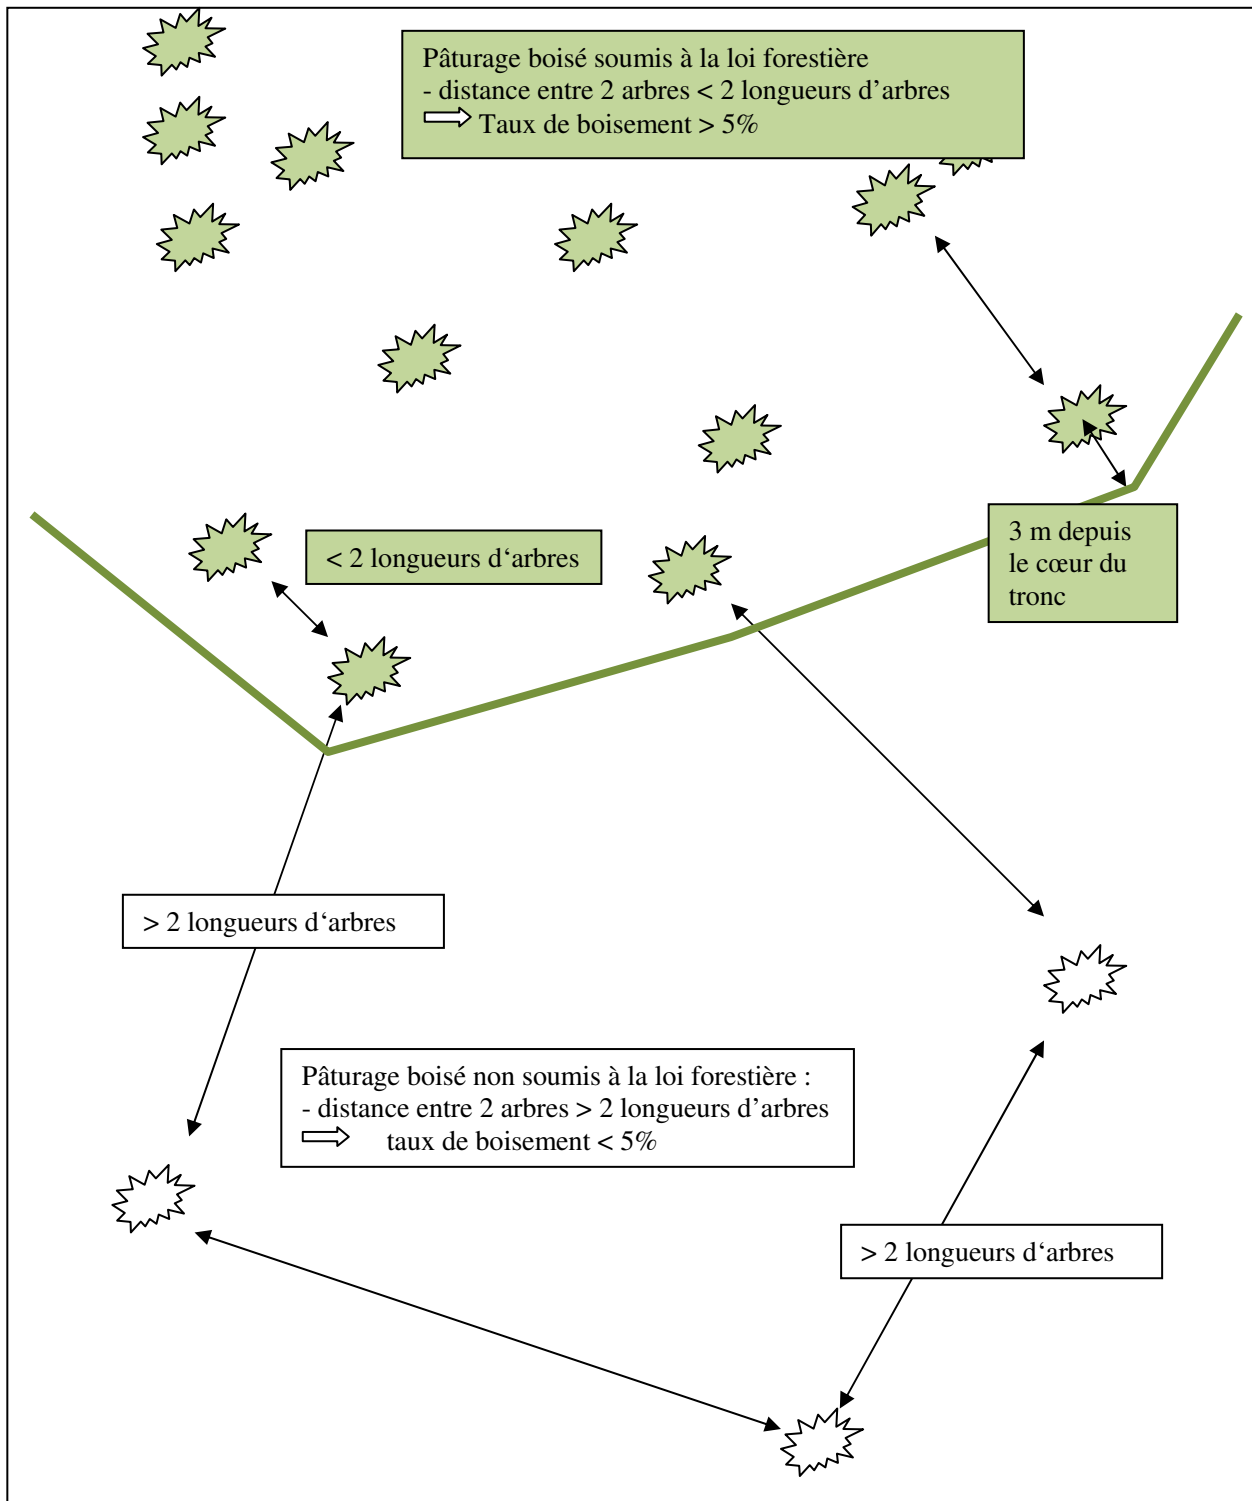 Pâturage boisé soumis à la loi forestière
- distance entre 2 arbres < 2 longueurs d’arbres
Taux de boisement > 5%
< 2 longueurs d‘arbres
3 m depuis
le cœur du
tronc
> 2 longueurs d‘arbres
Pâturage boisé non soumis à la loi forestière :
- distance entre 2 arbres > 2 longueurs d’arbres
taux de boisement < 5%
> 2 longueurs d‘arbres